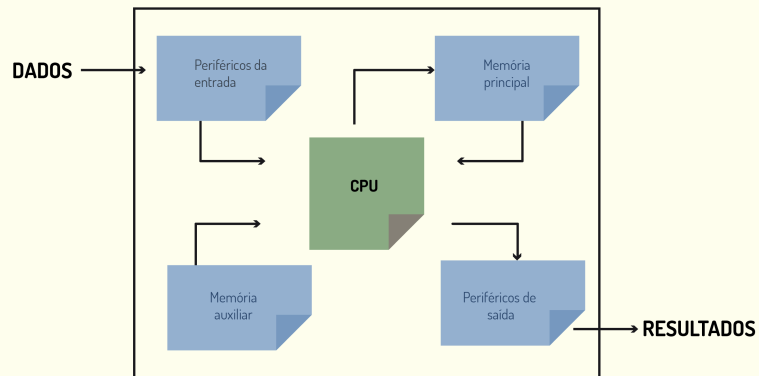 DADOS
Periféricos da
entrada
Memória
principal
CPU
Memória
auxiliar
Periféricos de
saída
RESULTADOS